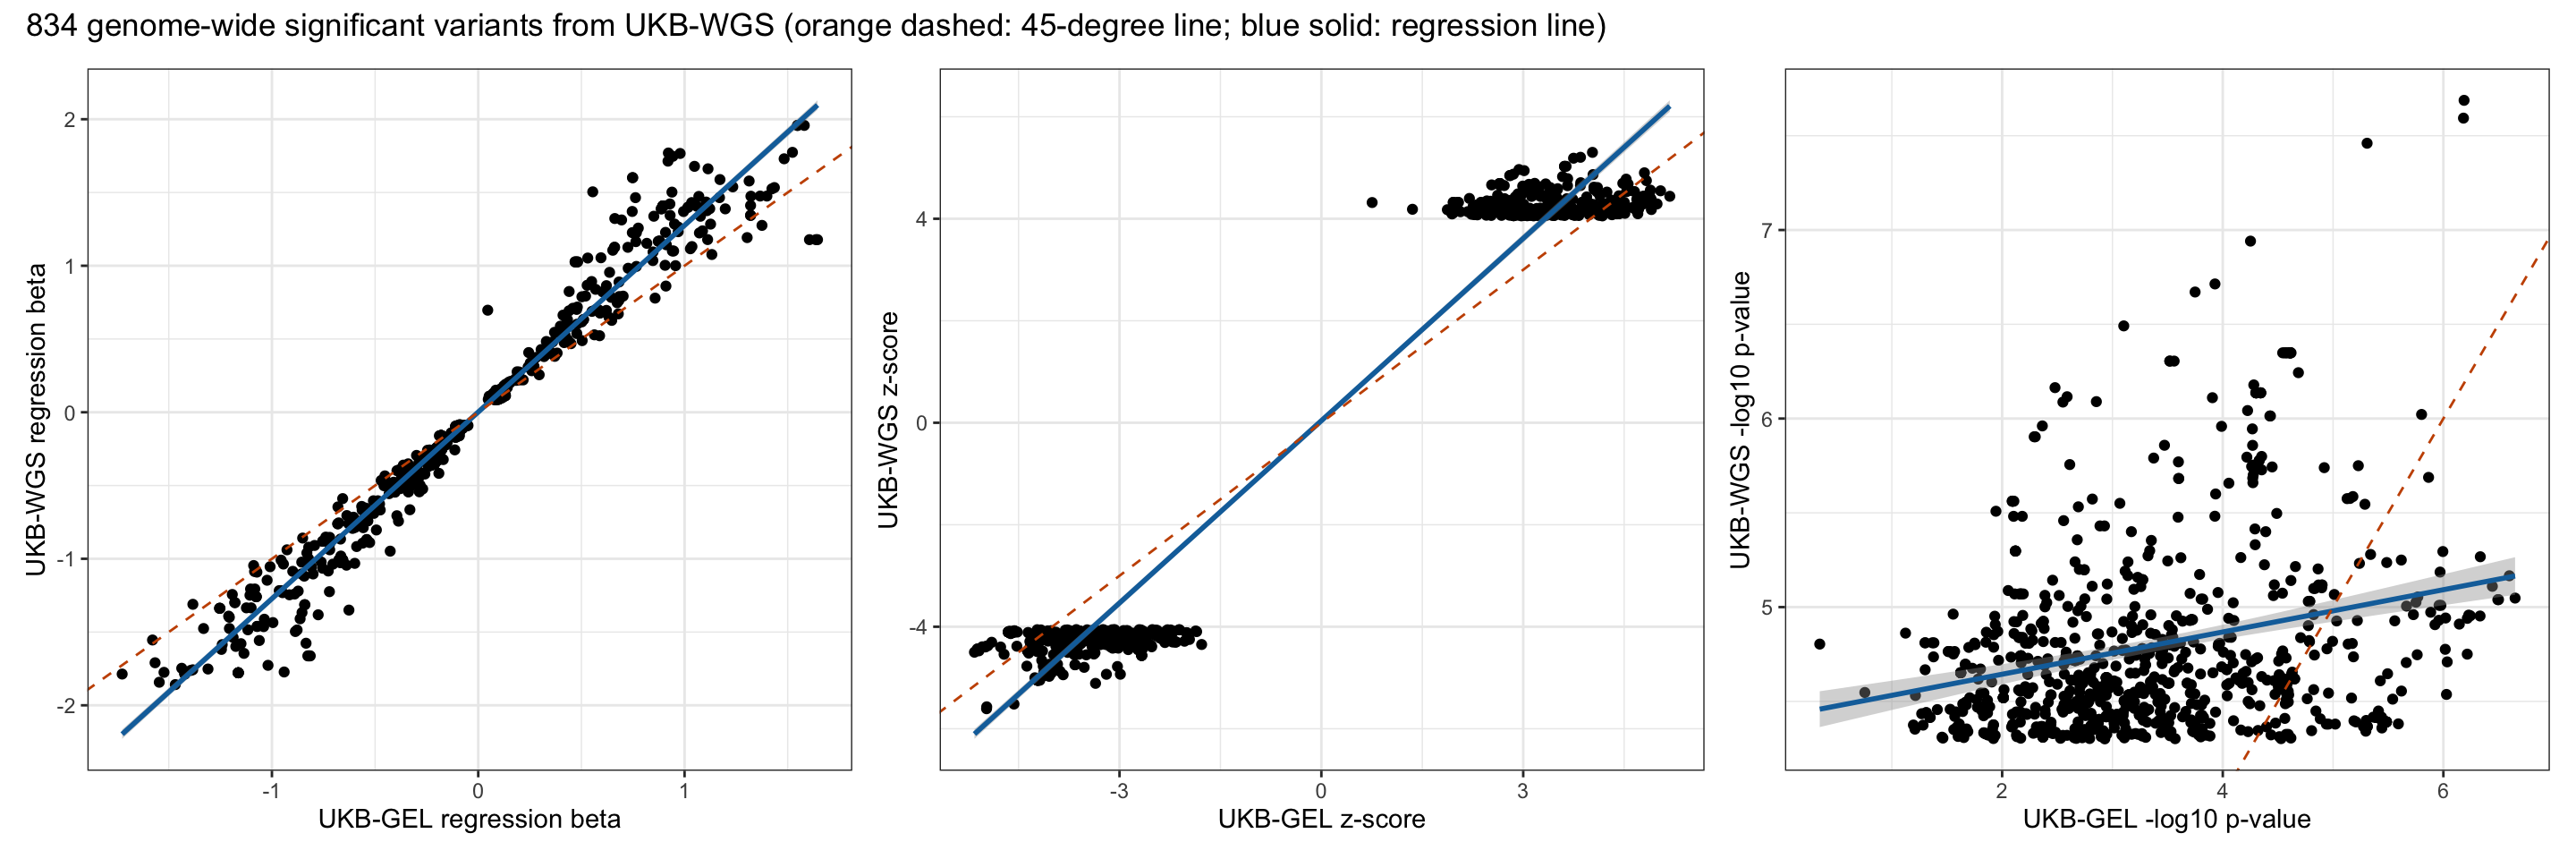 834 genome-wide significant variants from UKB-WGS (orange dashed: 45-degree line; blue solid: regression line)
UKB-WGS regression beta
2
1
0
-1
-2
-1
0
1
UKB-GEL regression beta
UKB-WGS z-score
4
0
-4
-3
0
3
UKB-GEL z-score
UKB-WGS -log10 p-value
7
6
5
2
4
6
UKB-GEL -log10 p-value